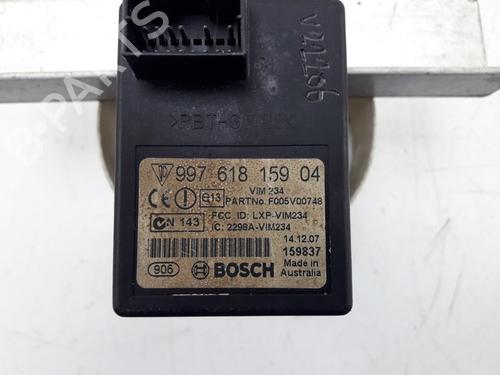 B-PARTS
997 618 159 04
VIM 234
PARTNo. F005V00748
CE ! e13
FCC ID: LXP-VIM234
N 143
IC: 2298A-VIM234
14.12.07
159837
906
BOSCH
Made in
Australia